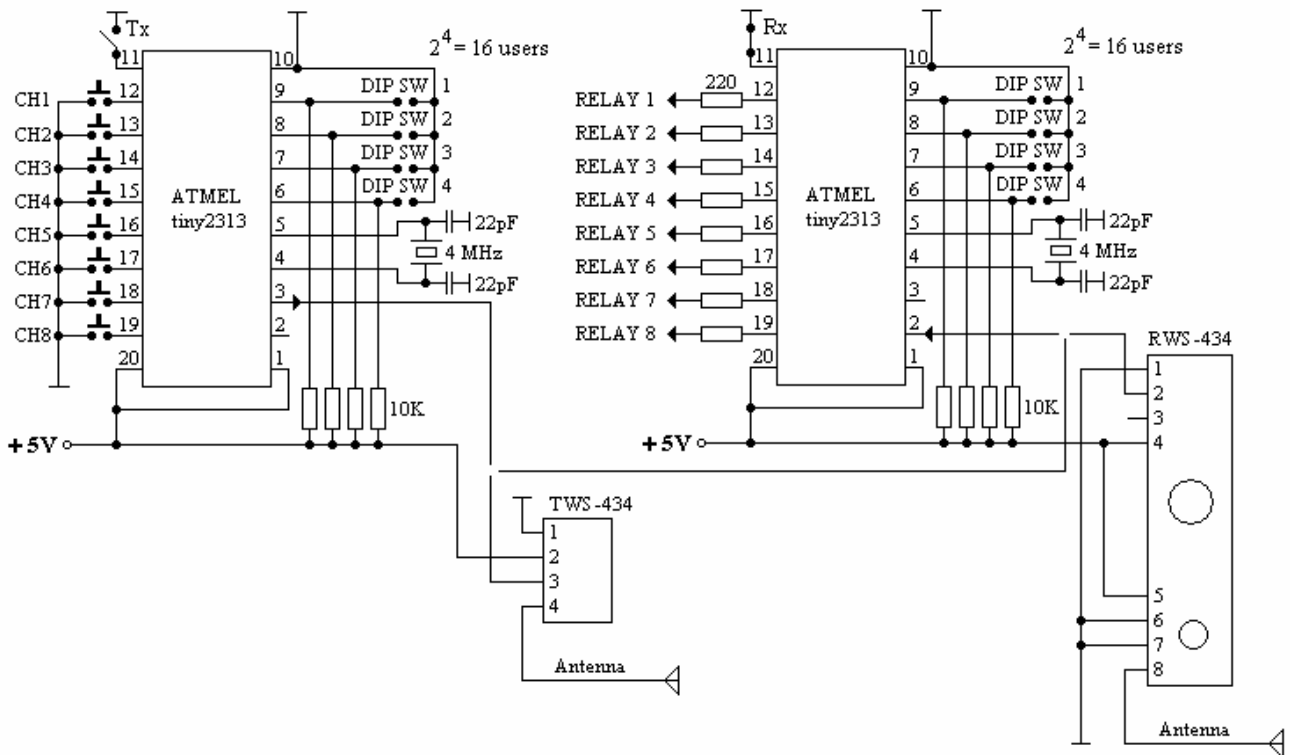 Tx
2^4 = 16 users
11
10
CH1
12
9
DIP SW
1
CH2
13
8
DIP SW
2
CH3
14
7
DIP SW
3
CH4
15
6
DIP SW
4
CH5
16
5
22pF
CH6
17
4
4 MHz
CH7
18
3
22pF
CH8
19
2
20
1
ATMEL
tiny2313
10K
+5V
Rx
2^4 = 16 users
11
10
220
RELAY 1
12
9
DIP SW
1
RELAY 2
13
8
DIP SW
2
RELAY 3
14
7
DIP SW
3
RELAY 4
15
6
DIP SW
4
RELAY 5
16
5
22pF
RELAY 6
17
4
4 MHz
RELAY 7
18
3
22pF
RELAY 8
19
2
20
1
ATMEL
tiny2313
10K
+5V
TWS-434
1
2
3
4
Antenna
RWS-434
1
2
3
4
5
6
7
8
Antenna